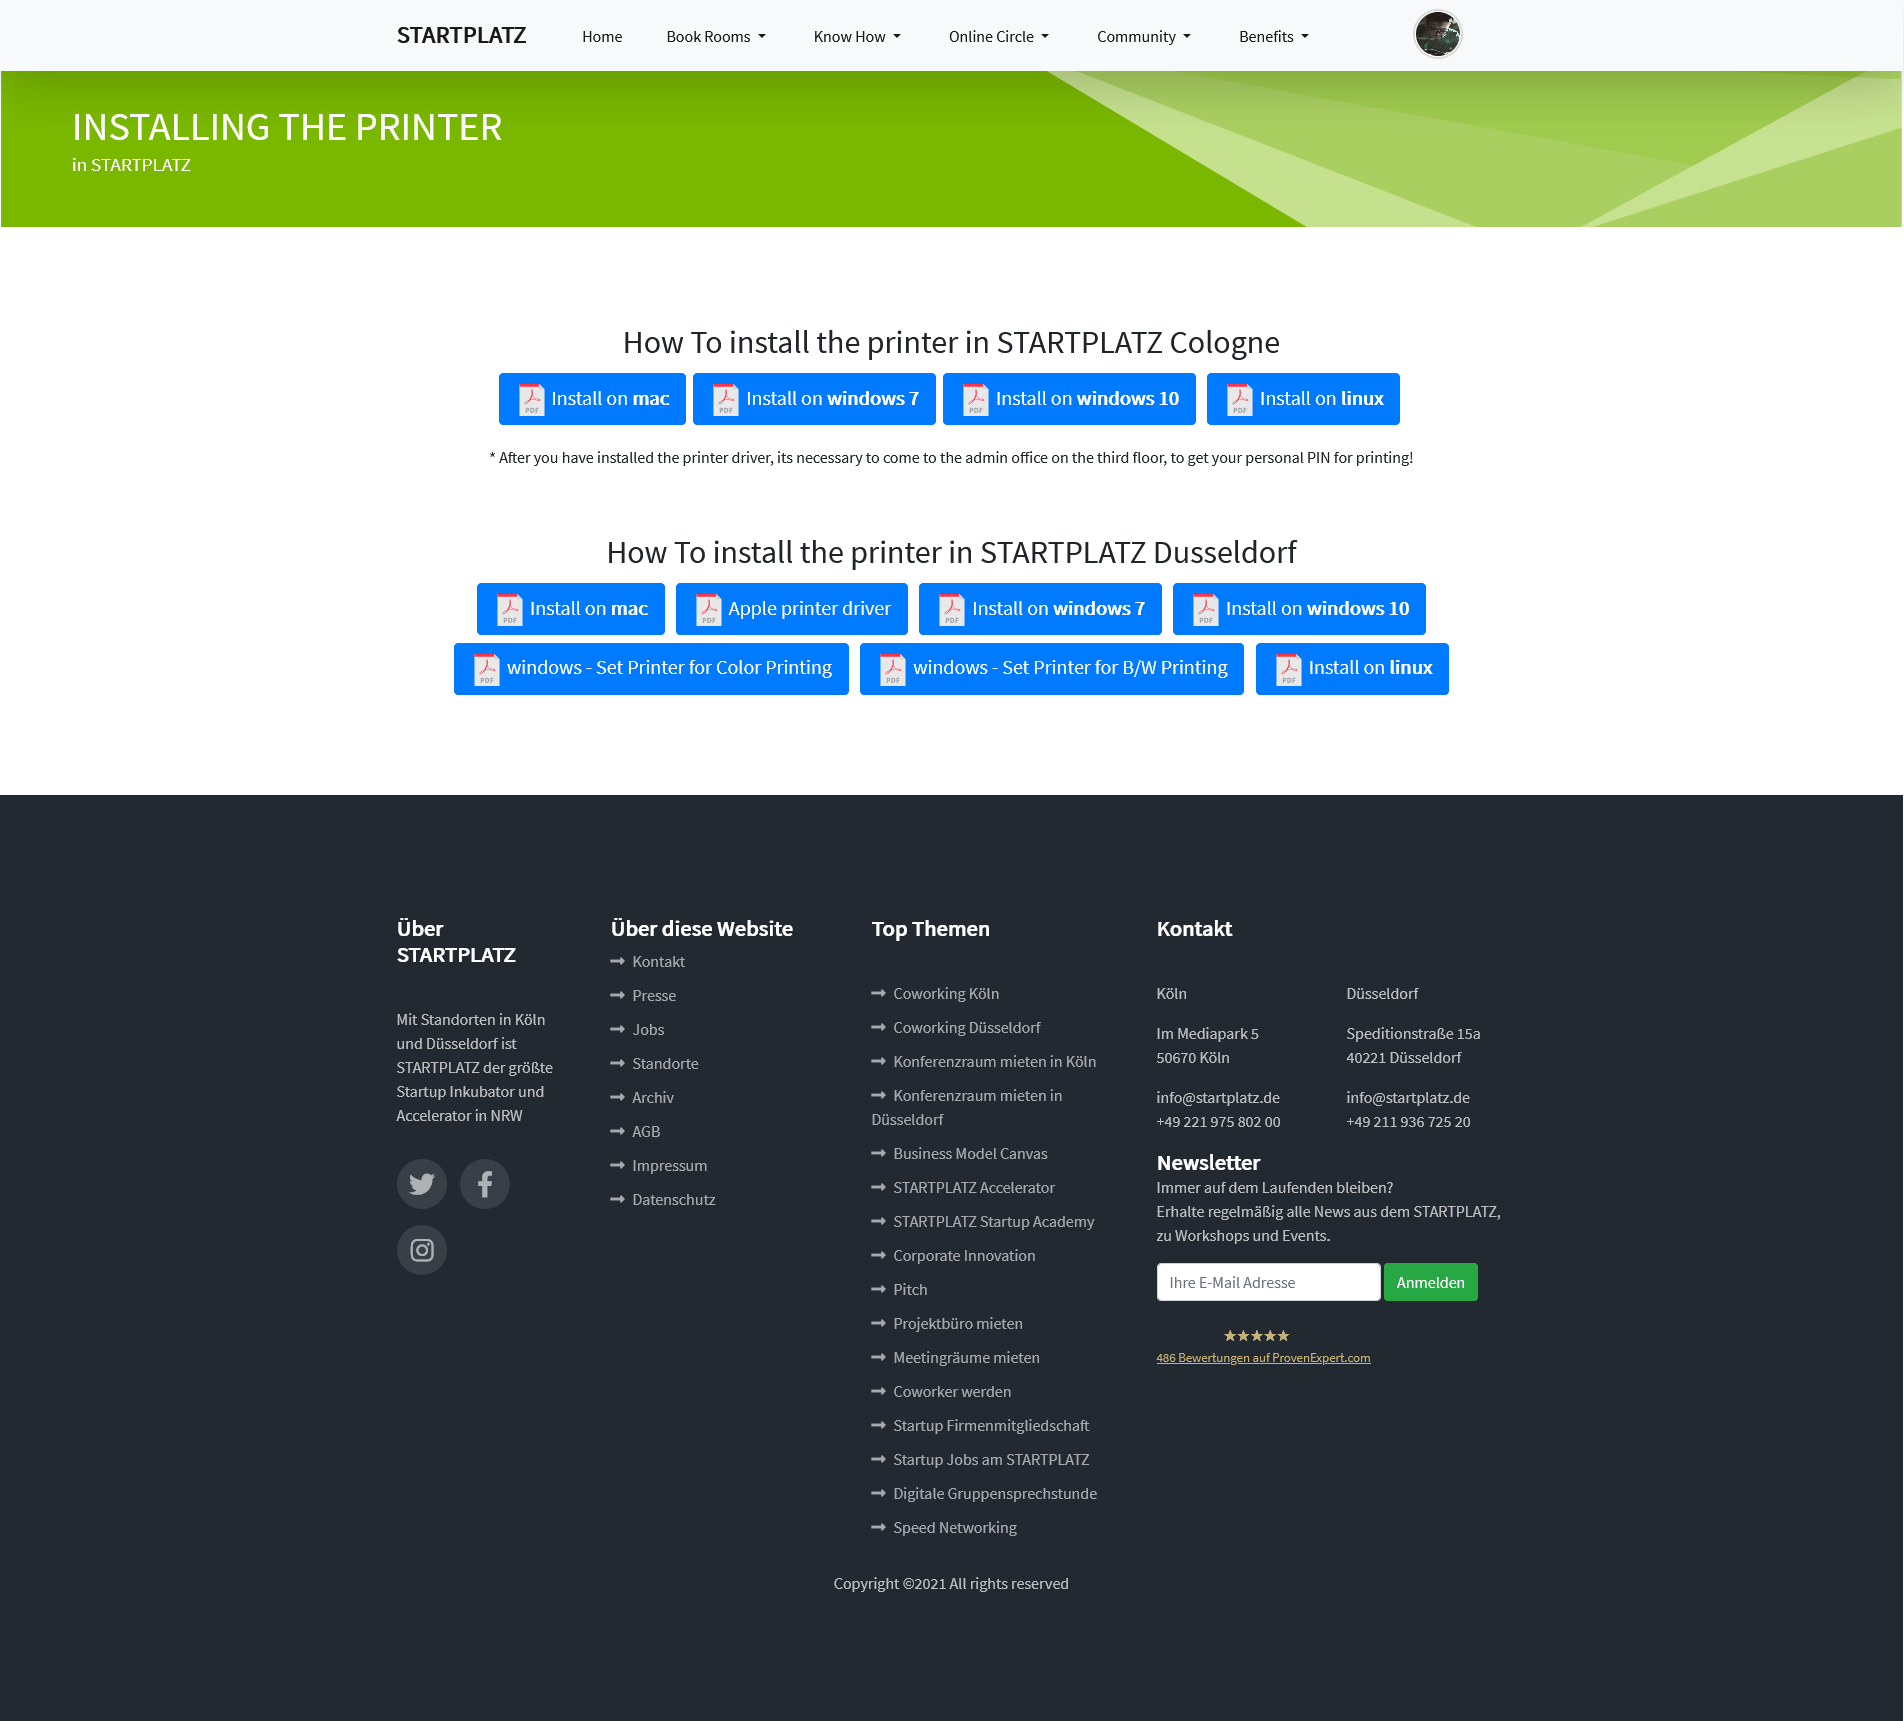 STARTPLATZ
Home
Book Rooms
Know How
Online Circle
Community
Benefits
INSTALLING THE PRINTER
in STARTPLATZ
How To install the printer in STARTPLATZ Cologne
PDF Install on mac
PDF Install on windows 7
PDF Install on windows 10
PDF Install on linux
* After you have installed the printer driver, its necessary to come to the admin office on the third floor, to get your personal PIN for printing!
How To install the printer in STARTPLATZ Dusseldorf
PDF Install on mac
PDF Apple printer driver
PDF Install on windows 7
PDF Install on windows 10
PDF windows - Set Printer for Color Printing
PDF windows - Set Printer for B/W Printing
PDF Install on linux
Über
STARTPLATZ
Mit Standorten in Köln
und Düsseldorf ist
STARTPLATZ der größte
Startup Inkubator und
Accelerator in NRW
Über diese Website
Kontakt
Presse
Jobs
Standorte
Archiv
AGB
Impressum
Datenschutz
Top Themen
Coworking Köln
Coworking Düsseldorf
Konferenzraum mieten in Köln
Konferenzraum mieten in
Düsseldorf
Business Model Canvas
STARTPLATZ Accelerator
STARTPLATZ Startup Academy
Corporate Innovation
Pitch
Projektbüro mieten
Meetingräume mieten
Coworker werden
Startup Firmenmitgliedschaft
Startup Jobs am STARTPLATZ
Digitale Gruppensprechstunde
Speed Networking
Kontakt
Köln
Im Mediapark 5
50670 Köln
info@startplatz.de
+49 221 975 802 00
Düsseldorf
Speditionstraße 15a
40221 Düsseldorf
info@startplatz.de
+49 211 936 725 20
Newsletter
Immer auf dem Laufenden bleiben?
Erhalte regelmäßig alle News aus dem STARTPLATZ,
zu Workshops und Events.
Ihre E-Mail Adresse
Anmelden
486 Bewertungen auf ProvenExpert.com
Copyright ©2021 All rights reserved